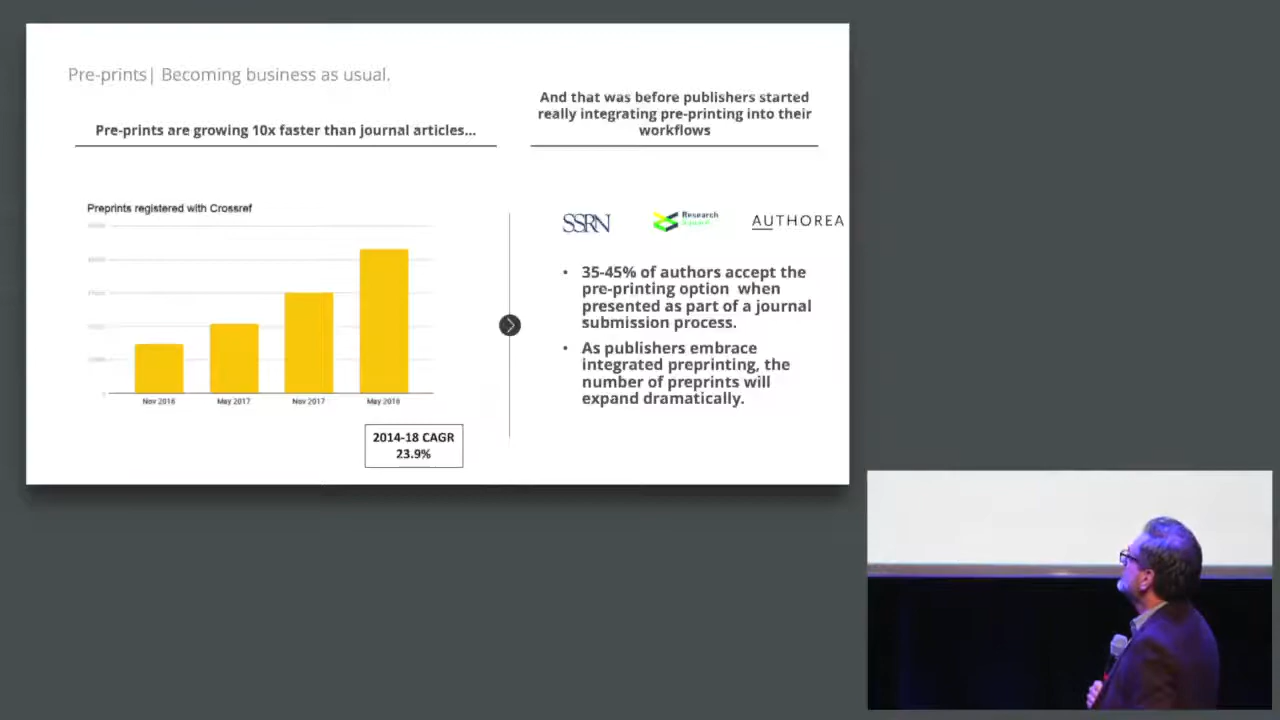 Pre-prints| Becoming business as usual.
Pre-prints are growing 10x faster than journal articles...
And that was before publishers started
really integrating pre-printing into their
workflows
Preprints registered with Crossref
Nov 2016
May 2017
Nov 2017
May 2018
2014-18 CAGR
23.9%
SSRN
Research
AUTHOREA
• 35-45% of authors accept the
pre-printing option when
presented as part of a journal
submission process.
• As publishers embrace
integrated preprinting, the
number of preprints will
expand dramatically.